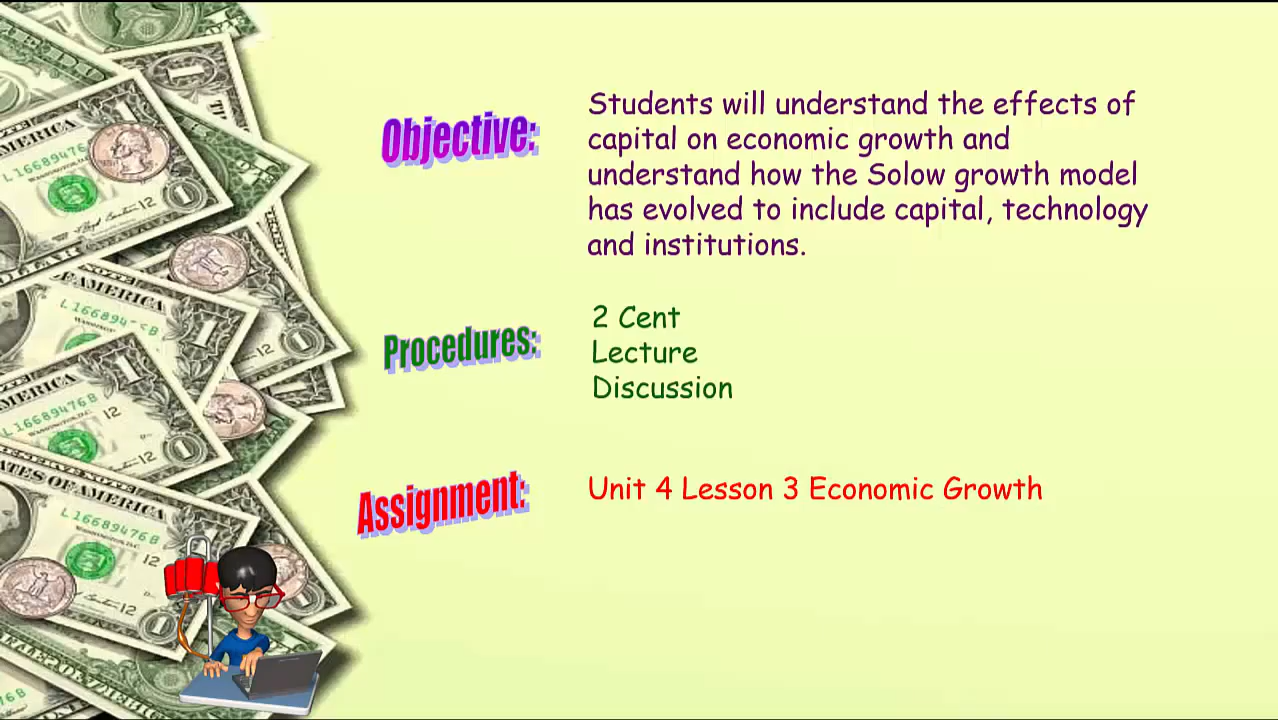 Objective:
Students will understand the effects of
capital on economic growth and
understand how the Solow growth model
has evolved to include capital, technology
and institutions.
Procedures:
2 Cent
Lecture
Discussion
Assignment:
Unit 4 Lesson 3 Economic Growth